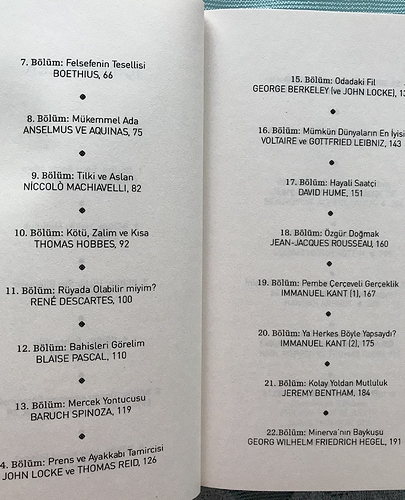 7. Bölüm: Felsefenin Tesellisi
BOETHIUS, 66
8. Bölüm: Mükemmel Ada
ANSELMUS VE AQUINAS, 75
9. Bölüm: Tilki ve Aslan
NİCCOLÒ MACHIAVELLI, 82
10. Bölüm: Kötü, Zalim ve Kısa
THOMAS HOBBES, 92
11. Bölüm: Rüyada Olabilir miyim?
RENÉ DESCARTES, 100
12. Bölüm: Bahisleri Görelim
BLAISE PASCAL, 110
13. Bölüm: Mercek Yontucusu
BARUCH SPINOZA, 119
4. Bölüm: Prens ve Ayakkabı Tamircisi
JOHN LOCKE ve THOMAS REID, 126
15. Bölüm: Odadaki Fil
GEORGE BERKELEY (ve JOHN LOCKE),
16. Bölüm: Mümkün Dünyaların En İyisi
VOLTAIRE ve GOTTFRIED LEIBNIZ, 143
17. Bölüm: Hayali Saatçi
DAVID HUME, 151
18. Bölüm: Özgür Doğmak
JEAN-JACQUES ROUSSEAU, 160
19. Bölüm: Pembe Çerçeveli Gerçeklik
IMMANUEL KANT (1), 167
20. Bölüm: Ya Herkes Böyle Yapsaydı?
IMMANUEL KANT (2), 175
21. Bölüm: Kolay Yoldan Mutluluk
JEREMY BENTHAM, 184
22.Bölüm: Minerva'nın Baykuşu
GEORG WILHELM FRIEDRICH HEGEL, 191